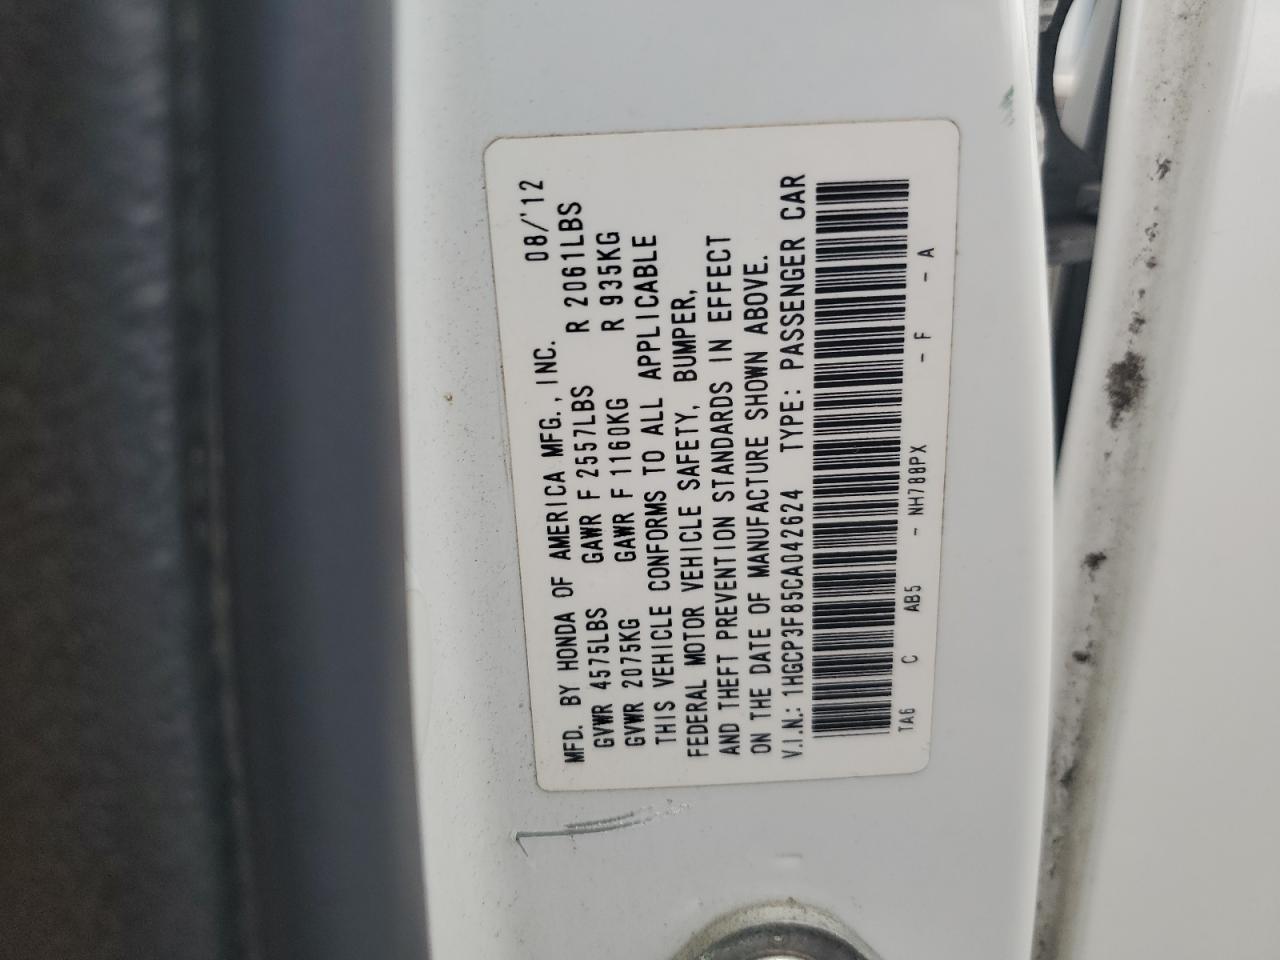 MFD. BY HONDA OF AMERICA MFG., INC. 08/'12
GVWR 4575LBS GAWR F 2557LBS R 2061LBS
GVWR 2075KG GAWR F 1160KG R 935KG
THIS VEHICLE CONFORMS TO ALL APPLICABLE
FEDERAL MOTOR VEHICLE SAFETY, BUMPER,
AND THEFT PREVENTION STANDARDS IN EFFECT
ON THE DATE OF MANUFACTURE SHOWN ABOVE.
V.I.N.: 1HGCP3F85CA042624 TYPE: PASSENGER CAR
TA6 C AB5 - NH788PX - F - A